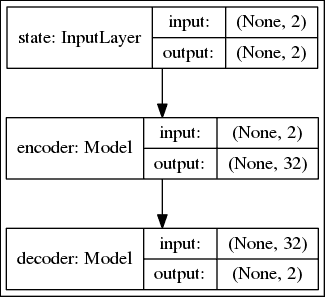 state: InputLayer
input: (None, 2)
output: (None, 2)
encoder: Model
input: (None, 2)
output: (None, 32)
decoder: Model
input: (None, 32)
output: (None, 2)